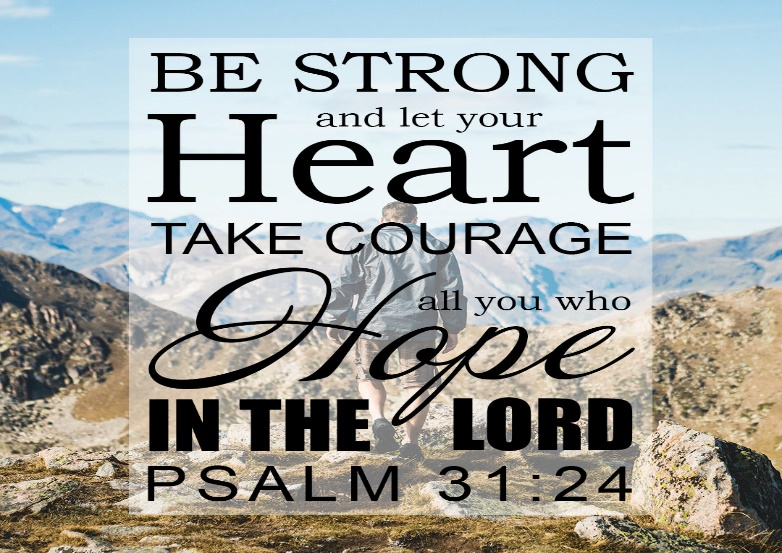 BE STRONG
and let your
Heart
TAKE COURAGE
all you who
Hope
IN THE LORD
PSALM 31:24